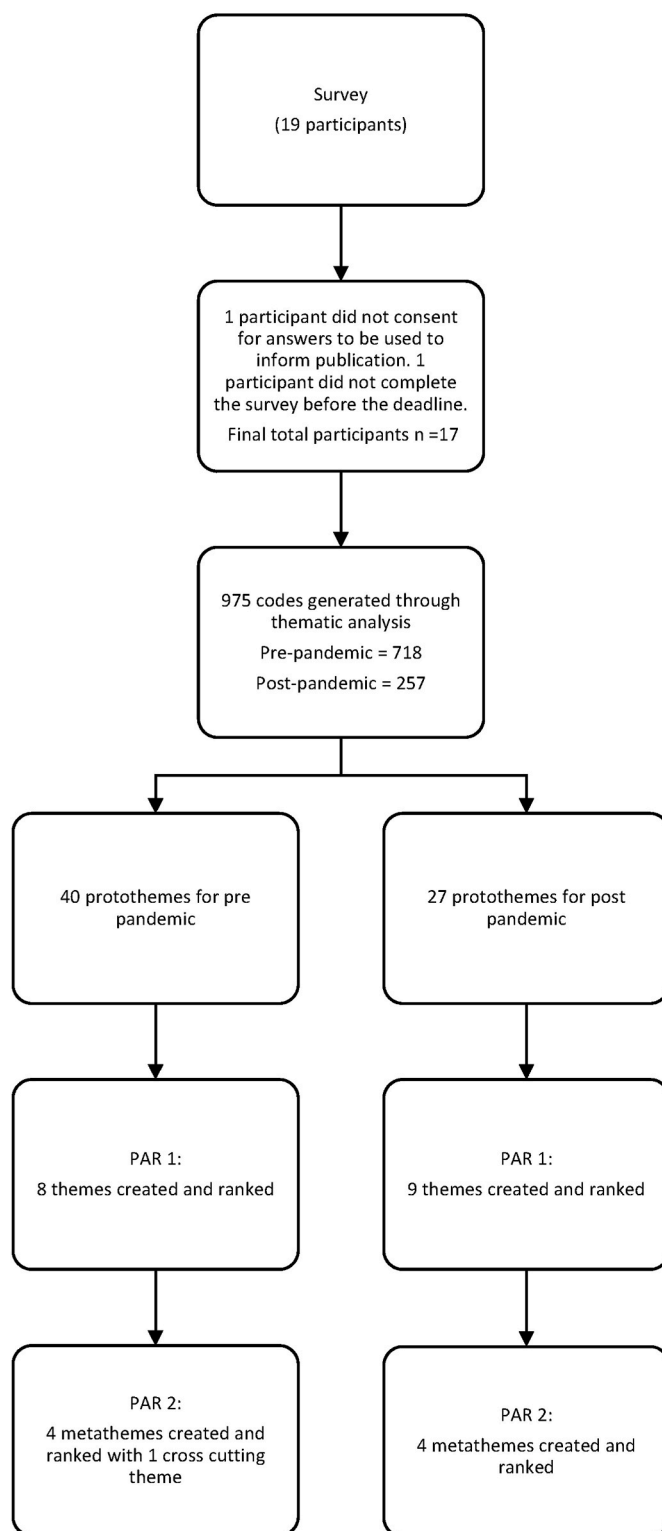 Survey
(19 participants)
1 participant did not consent
for answers to be used to
inform publication. 1
participant did not complete
the survey before the deadline.
Final total participants n =17
975 codes generated through
thematic analysis
Pre-pandemic = 718
Post-pandemic = 257
40 protothemes for pre
pandemic
27 protothemes for post
pandemic
PAR 1:
8 themes created and ranked
PAR 1:
9 themes created and ranked
PAR 2:
4 metathemes created and
ranked with 1 cross cutting
theme
PAR 2:
4 metathemes created and
ranked